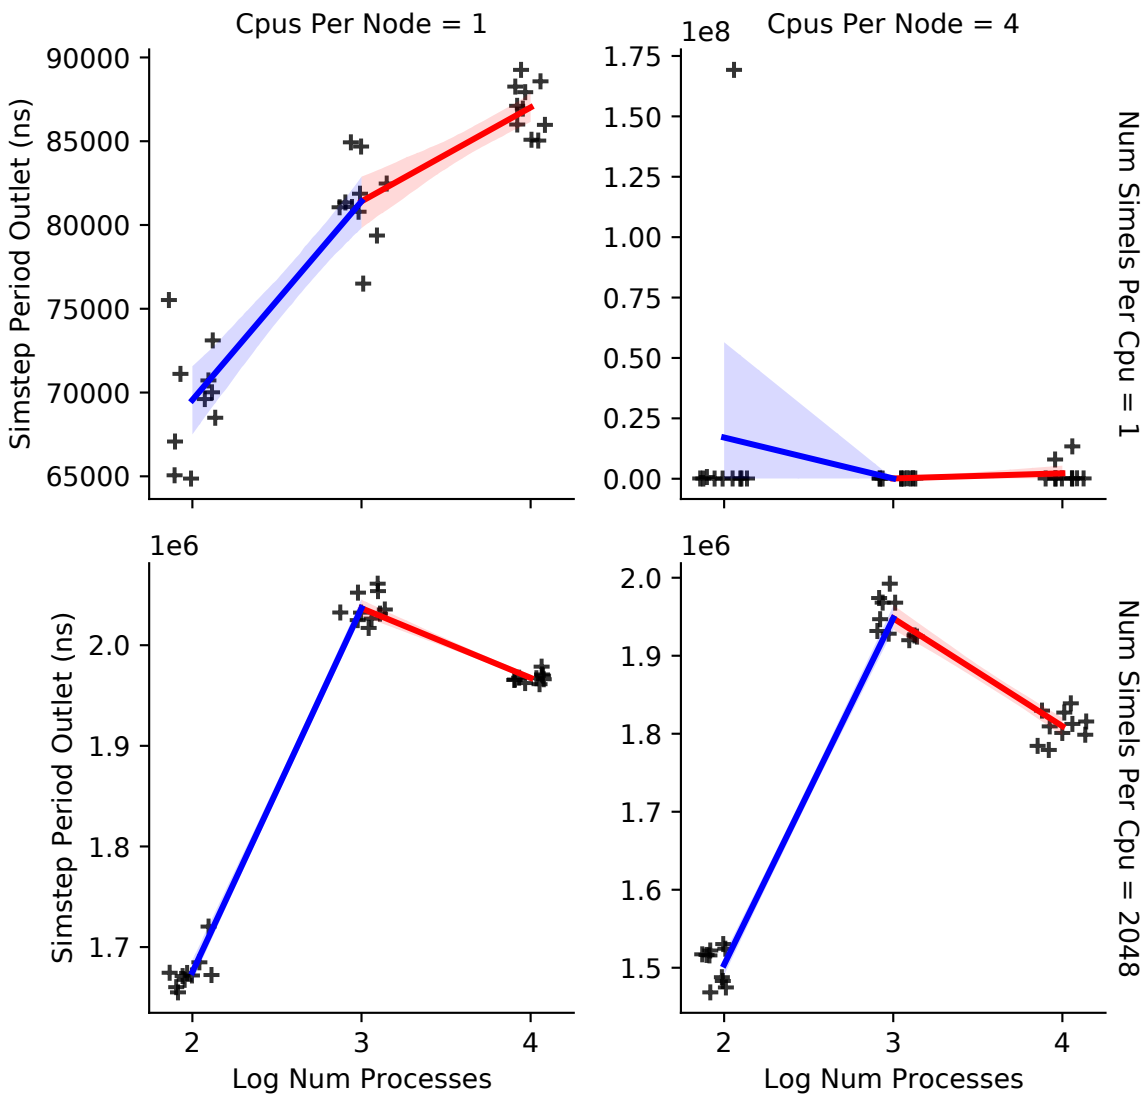 Cpus Per Node = 1
Cpus Per Node = 4
1e8
90000
85000
80000
75000
70000
65000
Simstep Period Outlet (ns)
1.75
1.50
1.25
1.00
0.75
0.50
0.25
0.00
Num Simels Per Cpu = 1
1e6
2.0
1.9
1.8
1.7
Simstep Period Outlet (ns)
2
3
4
Log Num Processes
1e6
2.0
1.9
1.8
1.7
1.6
1.5
2
3
4
Log Num Processes
Num Simels Per Cpu = 2048